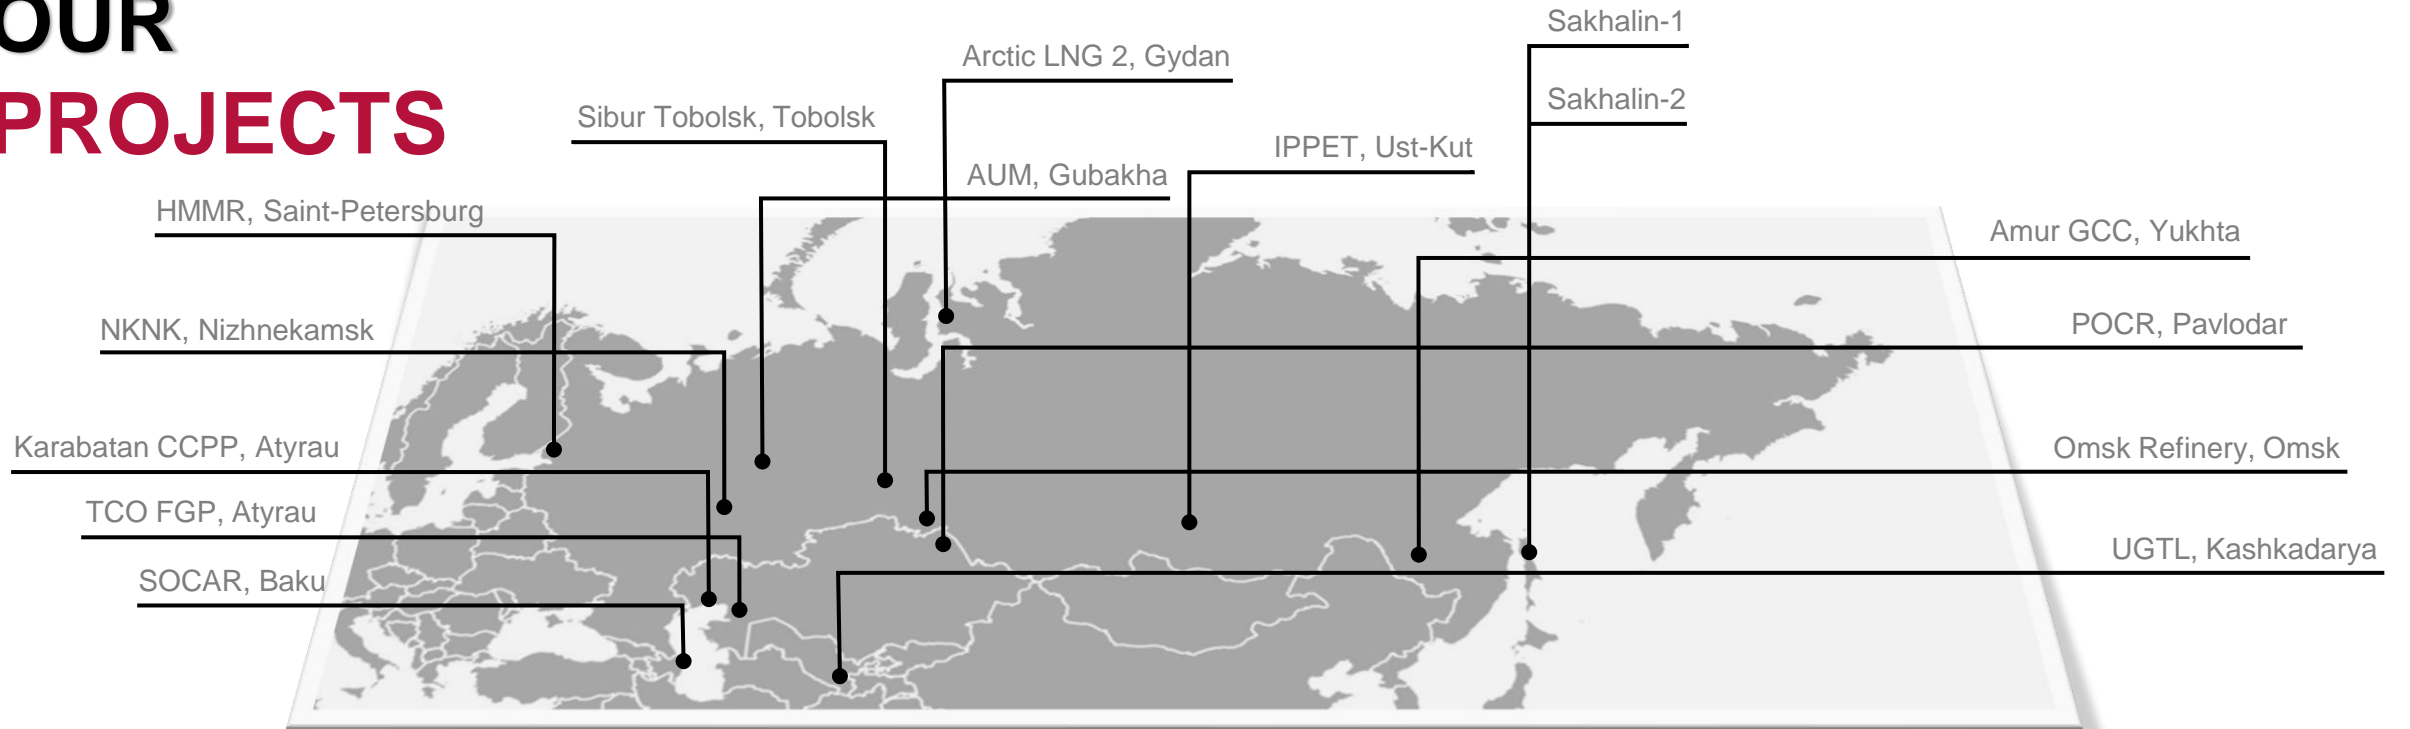 OUR
PROJECTS
Sakhalin-1
Arctic LNG 2, Gydan
Sakhalin-2
Sibur Tobolsk, Tobolsk
IPPET, Ust-Kut
AUM, Gubakha
HMMR, Saint-Petersburg
Amur GCC, Yukhta
NKNK, Nizhnekamsk
POCR, Pavlodar
Karabatan CCPP, Atyrau
Omsk Refinery, Omsk
TCO FGP, Atyrau
UGTL, Kashkadarya
SOCAR, Baku